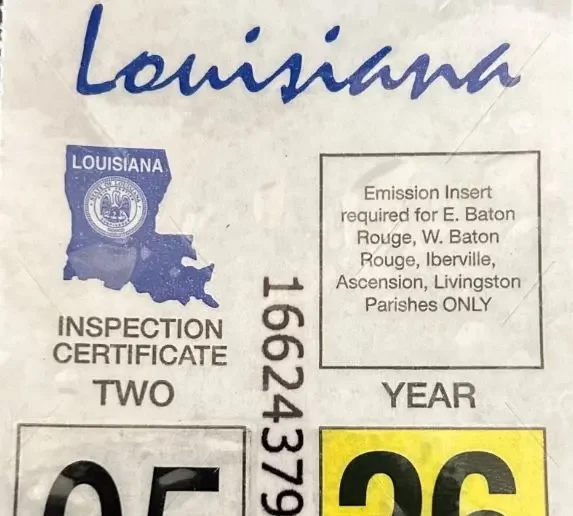 Louisiana
LOUISIANA
Emission Insert
required for E. Baton
Rouge, W. Baton
Rouge, Iberville,
Ascension, Livingston
Parishes ONLY
INSPECTION
CERTIFICATE
TWO
YEAR
16624379
05
26